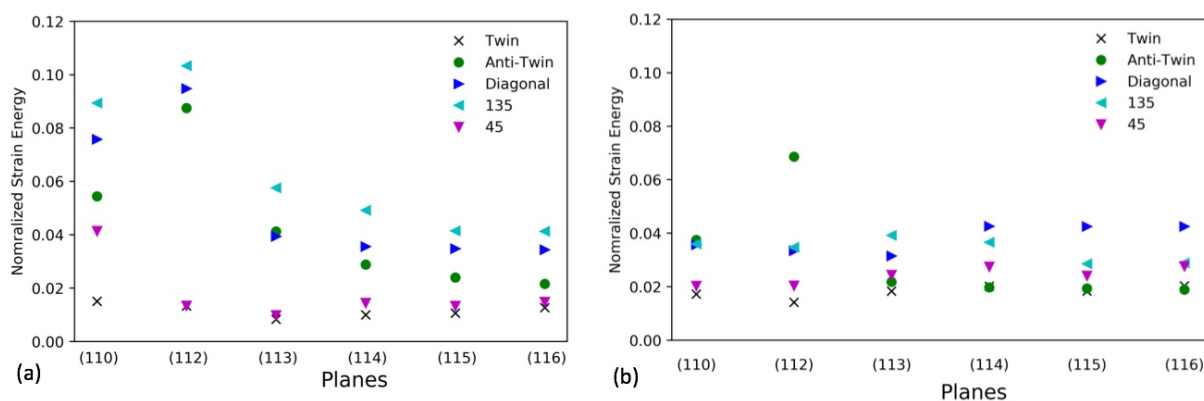 0.12
0.10
0.08
0.06
0.04
0.02
0.00
Nomralized Strain Energy
Twin
Anti-Twin
Diagonal
135
45
(110)
(112)
(113)
(114)
(115)
(116)
Planes
(a)
0.12
0.10
0.08
0.06
0.04
0.02
0.00
Nomralized Strain Energy
Twin
Anti-Twin
Diagonal
135
45
(110)
(112)
(113)
(114)
(115)
(116)
Planes
(b)